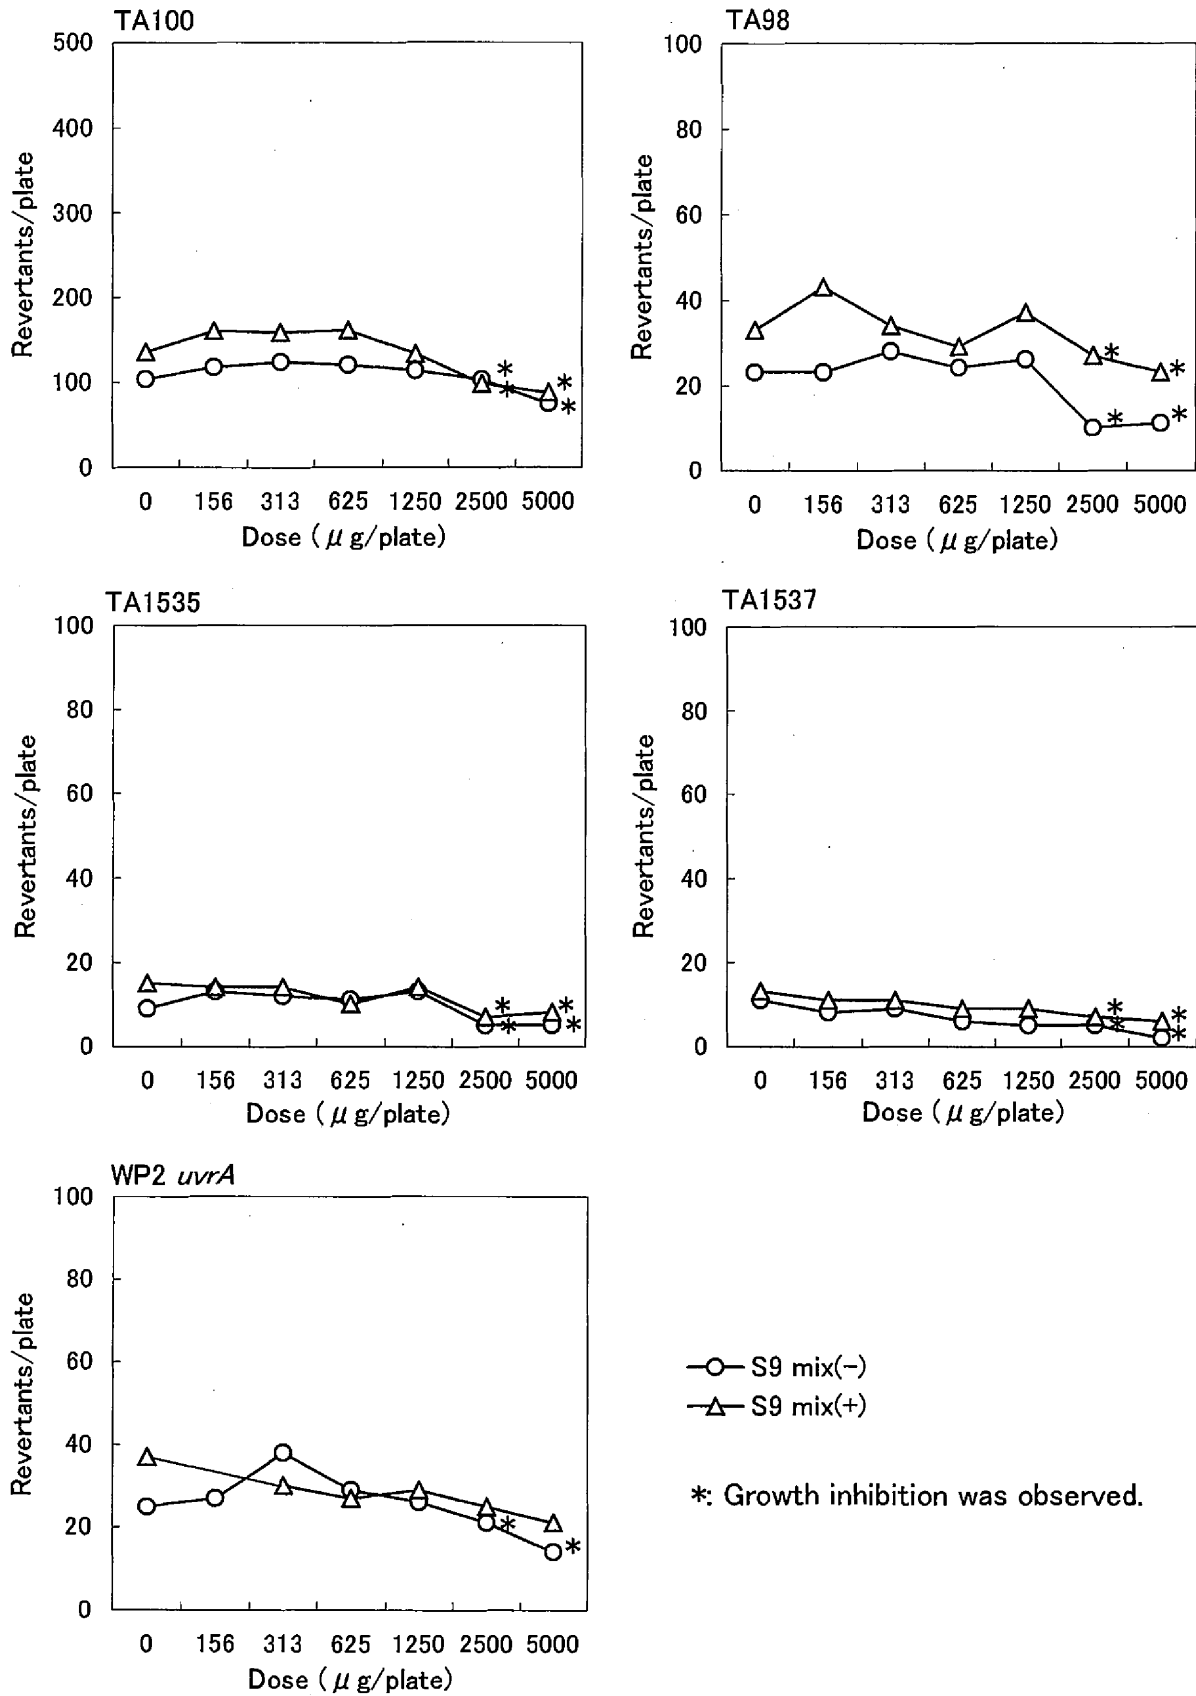 TA100
500
400
300
200
100
0
Revertants/plate
0 156 313 625 1250 2500 5000
Dose ( μ g/plate)
* * * *
TA98
100
80
60
40
20
0
Revertants/plate
0 156 313 625 1250 2500 5000
Dose ( μ g/plate)
* * * *
TA1535
100
80
60
40
20
0
Revertants/plate
0 156 313 625 1250 2500 5000
Dose ( μ g/plate)
* * * *
TA1537
100
80
60
40
20
0
Revertants/plate
0 156 313 625 1250 2500 5000
Dose ( μ g/plate)
* * * *
WP2 uvrA
100
80
60
40
20
0
Revertants/plate
0 156 313 625 1250 2500 5000
Dose ( μ g/plate)
* *
S9 mix(-)
S9 mix(+)
*: Growth inhibition was observed.